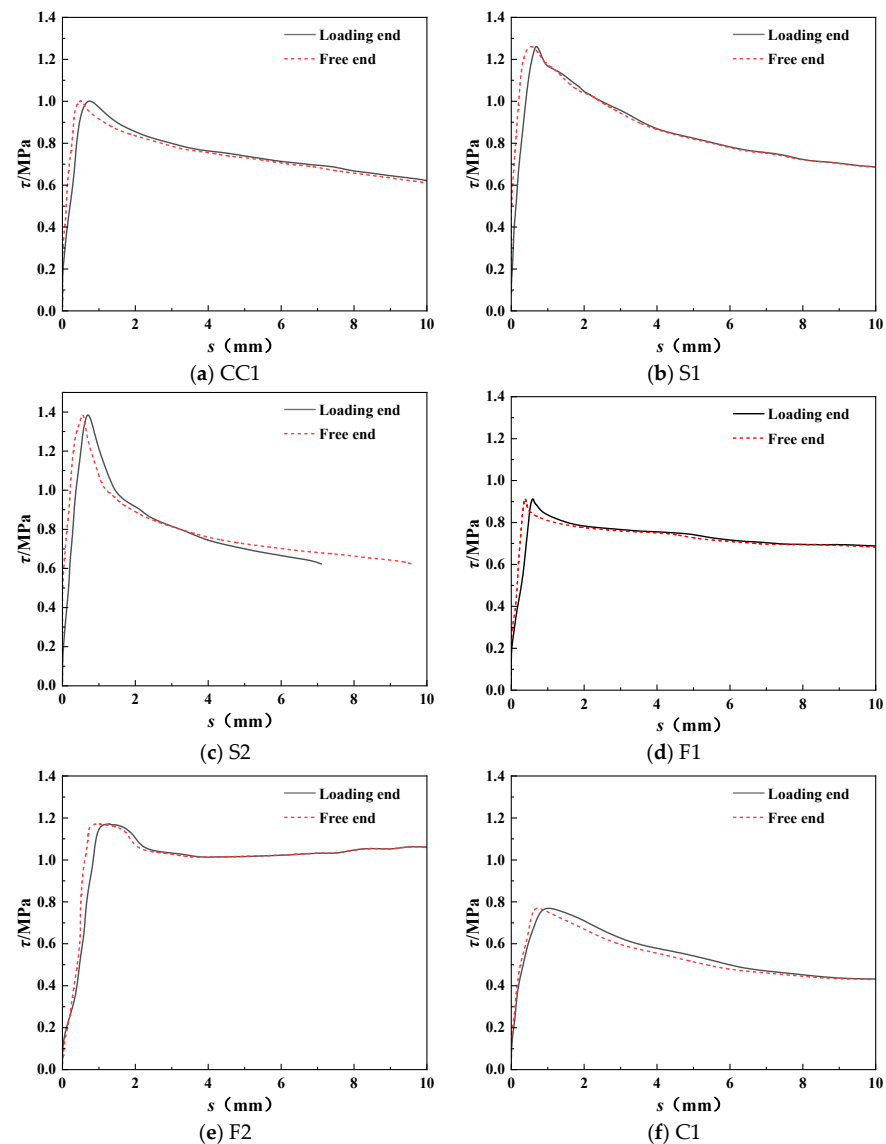 1.4
1.2
1.0
0.8
0.6
0.4
0.2
0.0
τ/MPa
Loading end
Free end
0 2 4 6 8 10
s（mm）
(a) CC1
1.4
1.2
1.0
0.8
0.6
0.4
0.2
0.0
τ/MPa
Loading end
Free end
0 2 4 6 8 10
s（mm）
(b) S1
1.4
1.2
1.0
0.8
0.6
0.4
0.2
0.0
τ/MPa
Loading end
Free end
0 2 4 6 8 10
s（mm）
(c) S2
1.4
1.2
1.0
0.8
0.6
0.4
0.2
0.0
τ/MPa
Loading end
Free end
0 2 4 6 8 10
s（mm）
(d) F1
1.4
1.2
1.0
0.8
0.6
0.4
0.2
0.0
τ/MPa
Loading end
Free end
0 2 4 6 8 10
s（mm）
(e) F2
1.4
1.2
1.0
0.8
0.6
0.4
0.2
0.0
τ/MPa
Loading end
Free end
0 2 4 6 8 10
s（mm）
(f) C1